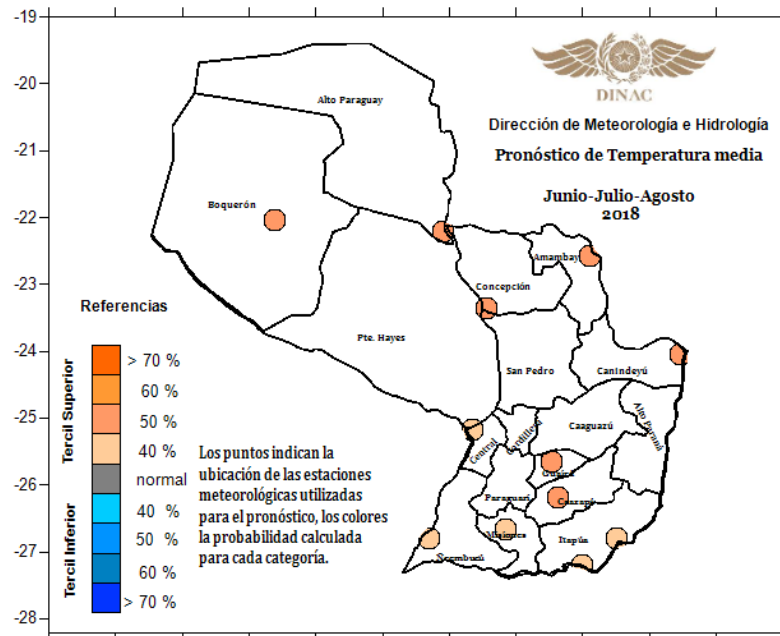 -19
-20
-21
-22
-23
-24
-25
-26
-27
-28
DINAC
Dirección de Meteorología e Hidrología
Pronóstico de Temperatura media
Junio-Julio-Agosto
2018
Alto Paraguay
Boquerón
Amambay
Concepción
Pte. Hayes
San Pedro
Canindeyú
Alto Paraná
Caaguazú
Cordillera
Central
Guairá
Paraguarí
Caazapá
Misiones
Itapúa
Ñeembucú
Referencias
Tercil Superior
> 70 %
60 %
50 %
40 %
normal
Tercil Inferior
40 %
50 %
60 %
> 70 %
Los puntos indican la
ubicación de las estaciones
meteorológicas utilizadas
para el pronóstico, los colores
la probabilidad calculada
para cada categoría.